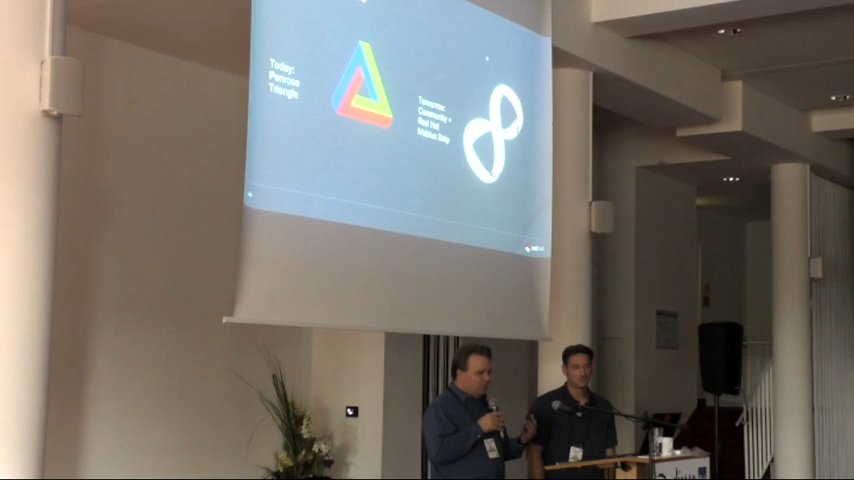 Today:
Penrose
Triangle
Tomorrow:
Community +
Red Hat
Mobius Strip